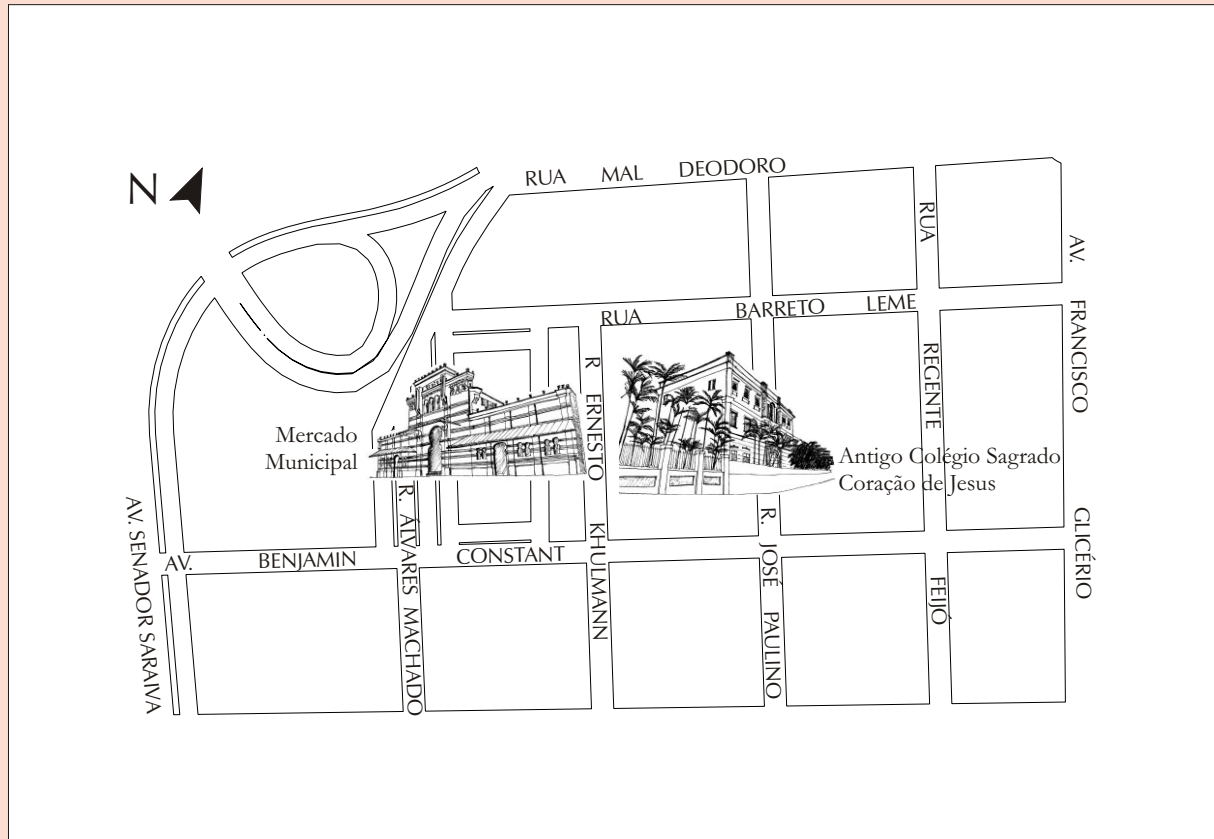 N
RUA MAL DEODORO
RUA
AV.
FRANCISCO
GLICÉRIO
RUA BARRETO LEME
REGENTE
FEIJÓ
R ERNESTO
KHULMANN
Mercado
Municipal
Antigo Colégio Sagrado
Coração de Jesus
R. ÁLVARES MACHADO
R. JOSÉ PAULINO
AV. SENADOR SARAIVA
AV. BENJAMIN CONSTANT